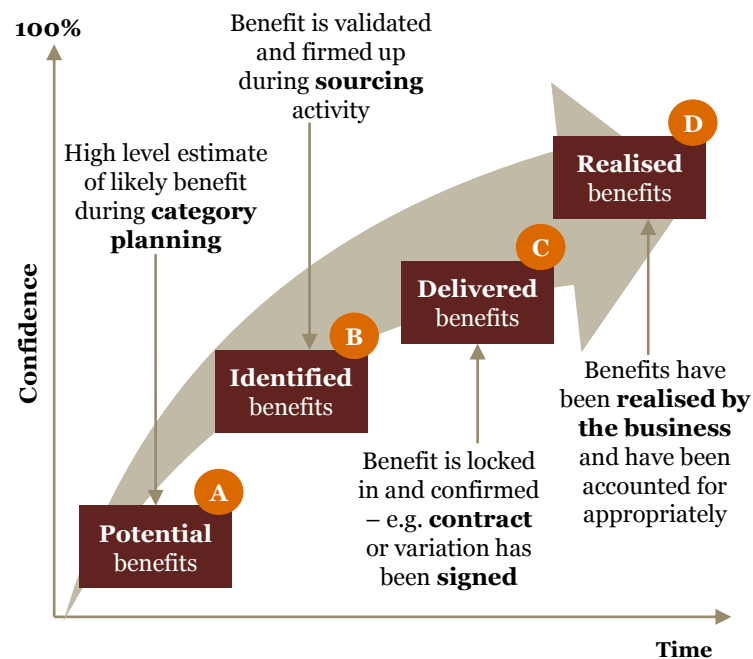 100%
Benefit is validated
and firmed up
during sourcing
activity
High level estimate
of likely benefit
during category
planning
D
Realised
benefits
C
Delivered
benefits
B
Identified
benefits
A
Potential
benefits
Confidence
Benefit is locked
in and confirmed
– e.g. contract
or variation has
been signed
Benefits have
been realised by
the business
and have been
accounted for
appropriately
Time